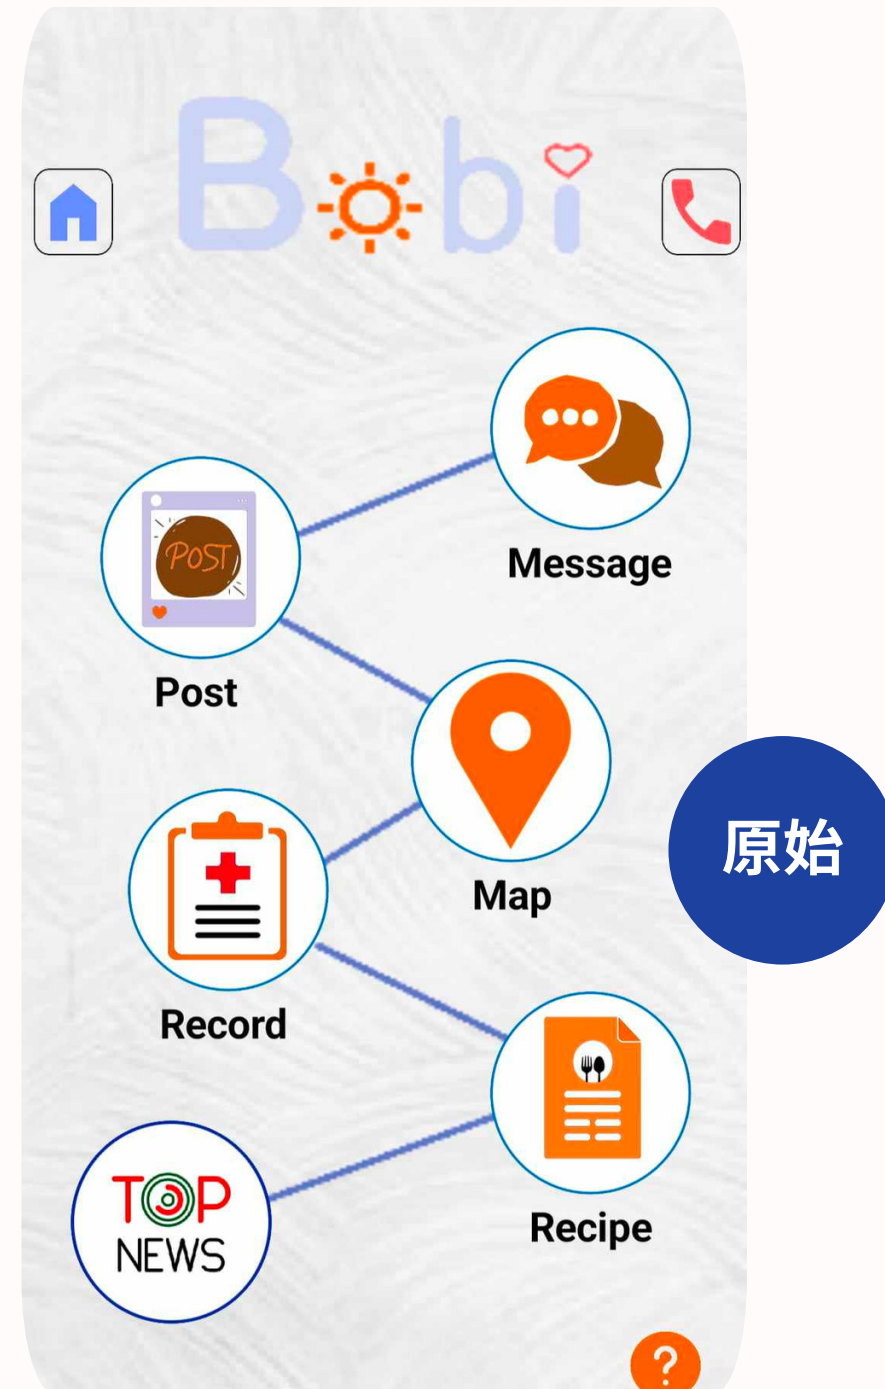 Bobi
Message
POST
Post
Map
原始
Record
Recipe
TOP
NEWS
?